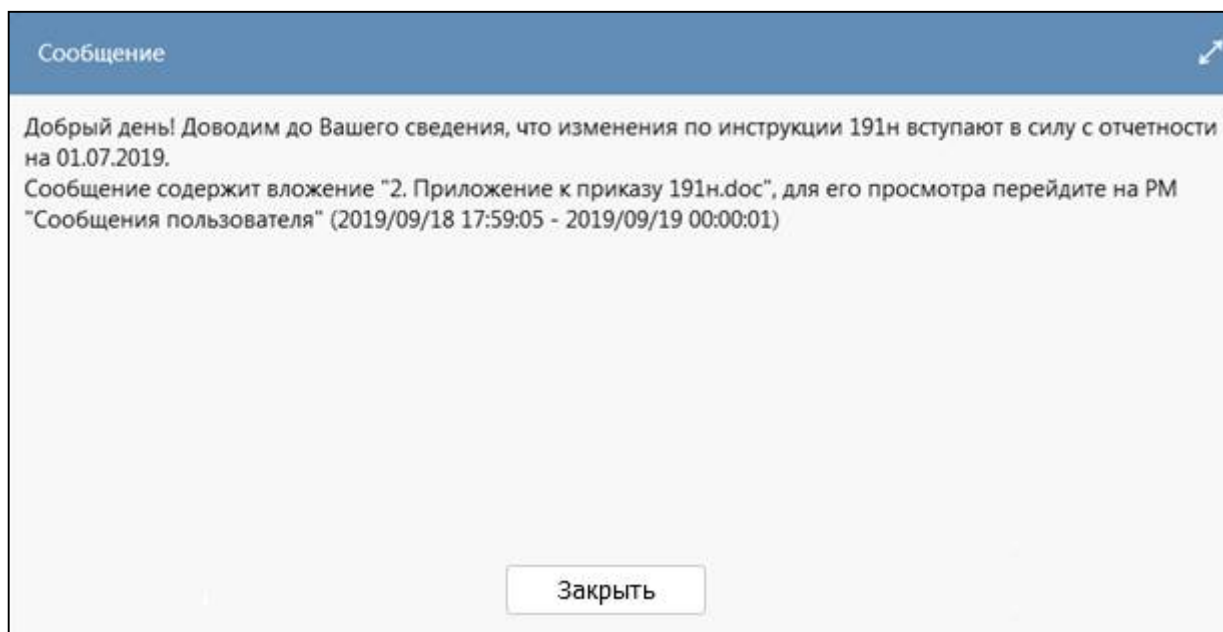 Сообщение
Добрый день! Доводим до Вашего сведения, что изменения по инструкции 191н вступают в силу с отчетности
на 01.07.2019.
Сообщение содержит вложение "2. Приложение к приказу 191н.doc", для его просмотра перейдите на РМ
"Сообщения пользователя" (2019/09/18 17:59:05 - 2019/09/19 00:00:01)
Закрыть